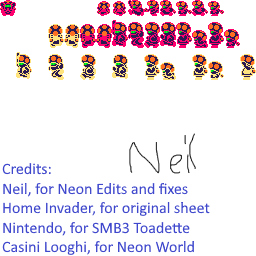 Neil
Credits:
Neil, for Neon Edits and fixes
Home Invader, for original sheet
Nintendo, for SMB3 Toadette
Casini Looghi, for Neon World